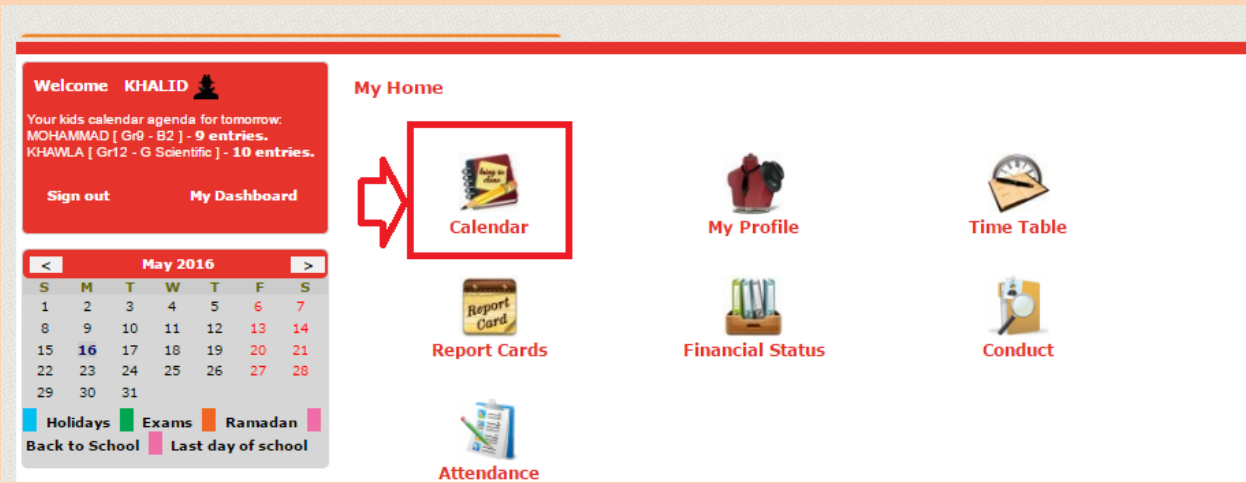 Welcome KHALID
Your kids calendar agenda for tomorrow:
MOHAMMAD [ Gr9 - B2 ] - 9 entries.
KHAWLA [ Gr12 - G Scientific ] - 10 entries.
Sign out My Dashboard
< May 2016 >
S M T W T F S
1 2 3 4 5 6 7
8 9 10 11 12 13 14
15 16 17 18 19 20 21
22 23 24 25 26 27 28
29 30 31
Holidays Exams Ramadan
Back to School Last day of school
My Home
Calendar My Profile Time Table
Report
Card
Report Cards Financial Status Conduct
Attendance